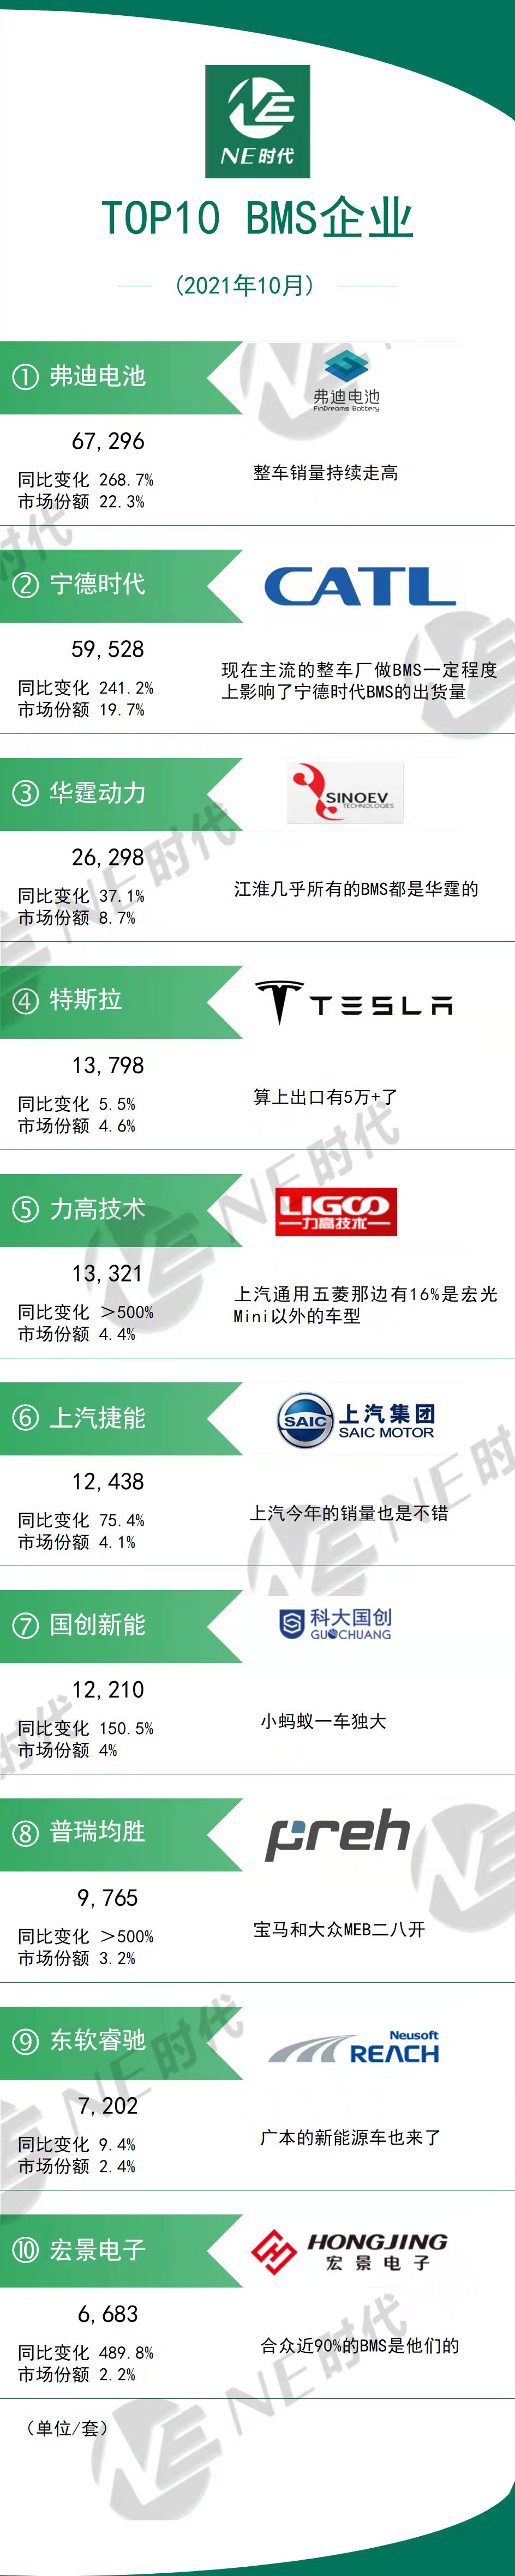 NE时代
TOP10 BMS企业
(2021年10月)
① 弗迪电池
弗迪电池
FinDreams Battery
67,296
同比变化 268.7%
市场份额 22.3%
整车销量持续走高
② 宁德时代
CATL
59,528
同比变化 241.2%
市场份额 19.7%
现在主流的整车厂做BMS一定程度
上影响了宁德时代BMS的出货量
③ 华霆动力
SINOEV
TECHNOLOGIES
26,298
同比变化 37.1%
市场份额 8.7%
江淮几乎所有的BMS都是华霆的
④ 特斯拉
TESLA
13,798
同比变化 5.5%
市场份额 4.6%
算上出口有5万+了
⑤ 力高技术
LIGOO
力高技术
13,321
同比变化 ＞500%
市场份额 4.4%
上汽通用五菱那边有16%是宏光
Mini以外的车型
⑥ 上汽捷能
SAIC
上汽集团
SAIC MOTOR
12,438
同比变化 75.4%
市场份额 4.1%
上汽今年的销量也是不错
⑦ 国创新能
科大国创
GUOCHUANG
12,210
同比变化 150.5%
市场份额 4%
小蚂蚁一车独大
⑧ 普瑞均胜
preh
9,765
同比变化 ＞500%
市场份额 3.2%
宝马和大众MEB二八开
⑨ 东软睿驰
Neusoft
REACH
7,202
同比变化 9.4%
市场份额 2.4%
广本的新能源车也来了
⑩ 宏景电子
HONGJING
宏景电子
6,683
同比变化 489.8%
市场份额 2.2%
合众近90%的BMS是他们的
（单位/套）